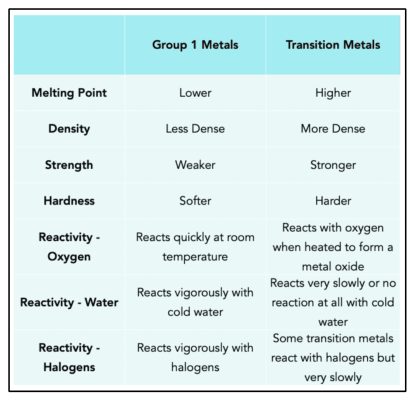 Group 1 Metals Transition Metals
Melting Point Lower Higher
Density Less Dense More Dense
Strength Weaker Stronger
Hardness Softer Harder
Reactivity -
Oxygen
Reacts quickly at room
temperature
Reacts with oxygen
when heated to form a
metal oxide
Reactivity - Water
Reacts vigorously with
cold water
Reacts very slowly or no
reaction at all with cold
water
Reactivity -
Halogens
Reacts vigorously with
halogens
Some transition metals
react with halogens but
very slowly